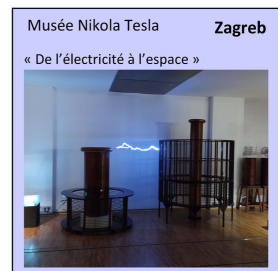 Musée Nikola Tesla Zagreb
« De l’électricité à l’espace »